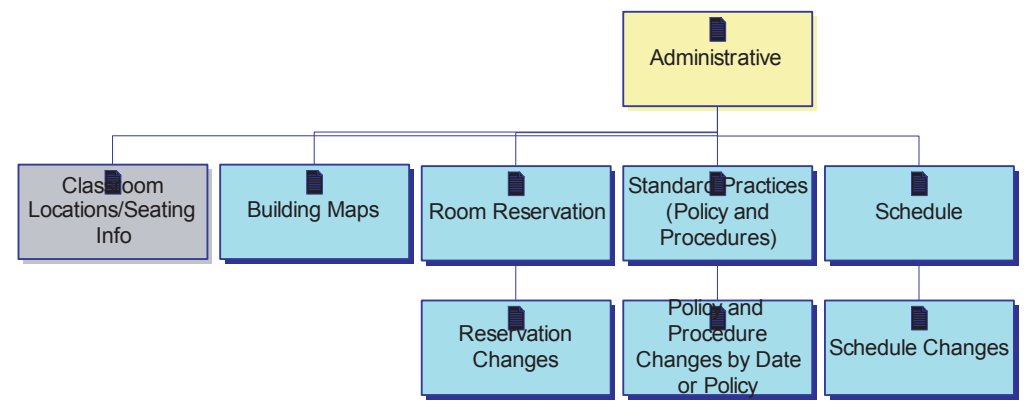 Administrative
Classroom
Locations/Seating
Info
Building Maps
Room Reservation
Standard Practices
(Policy and
Procedures)
Schedule
Reservation
Changes
Policy and
Procedure
Changes by Date
or Policy
Schedule Changes